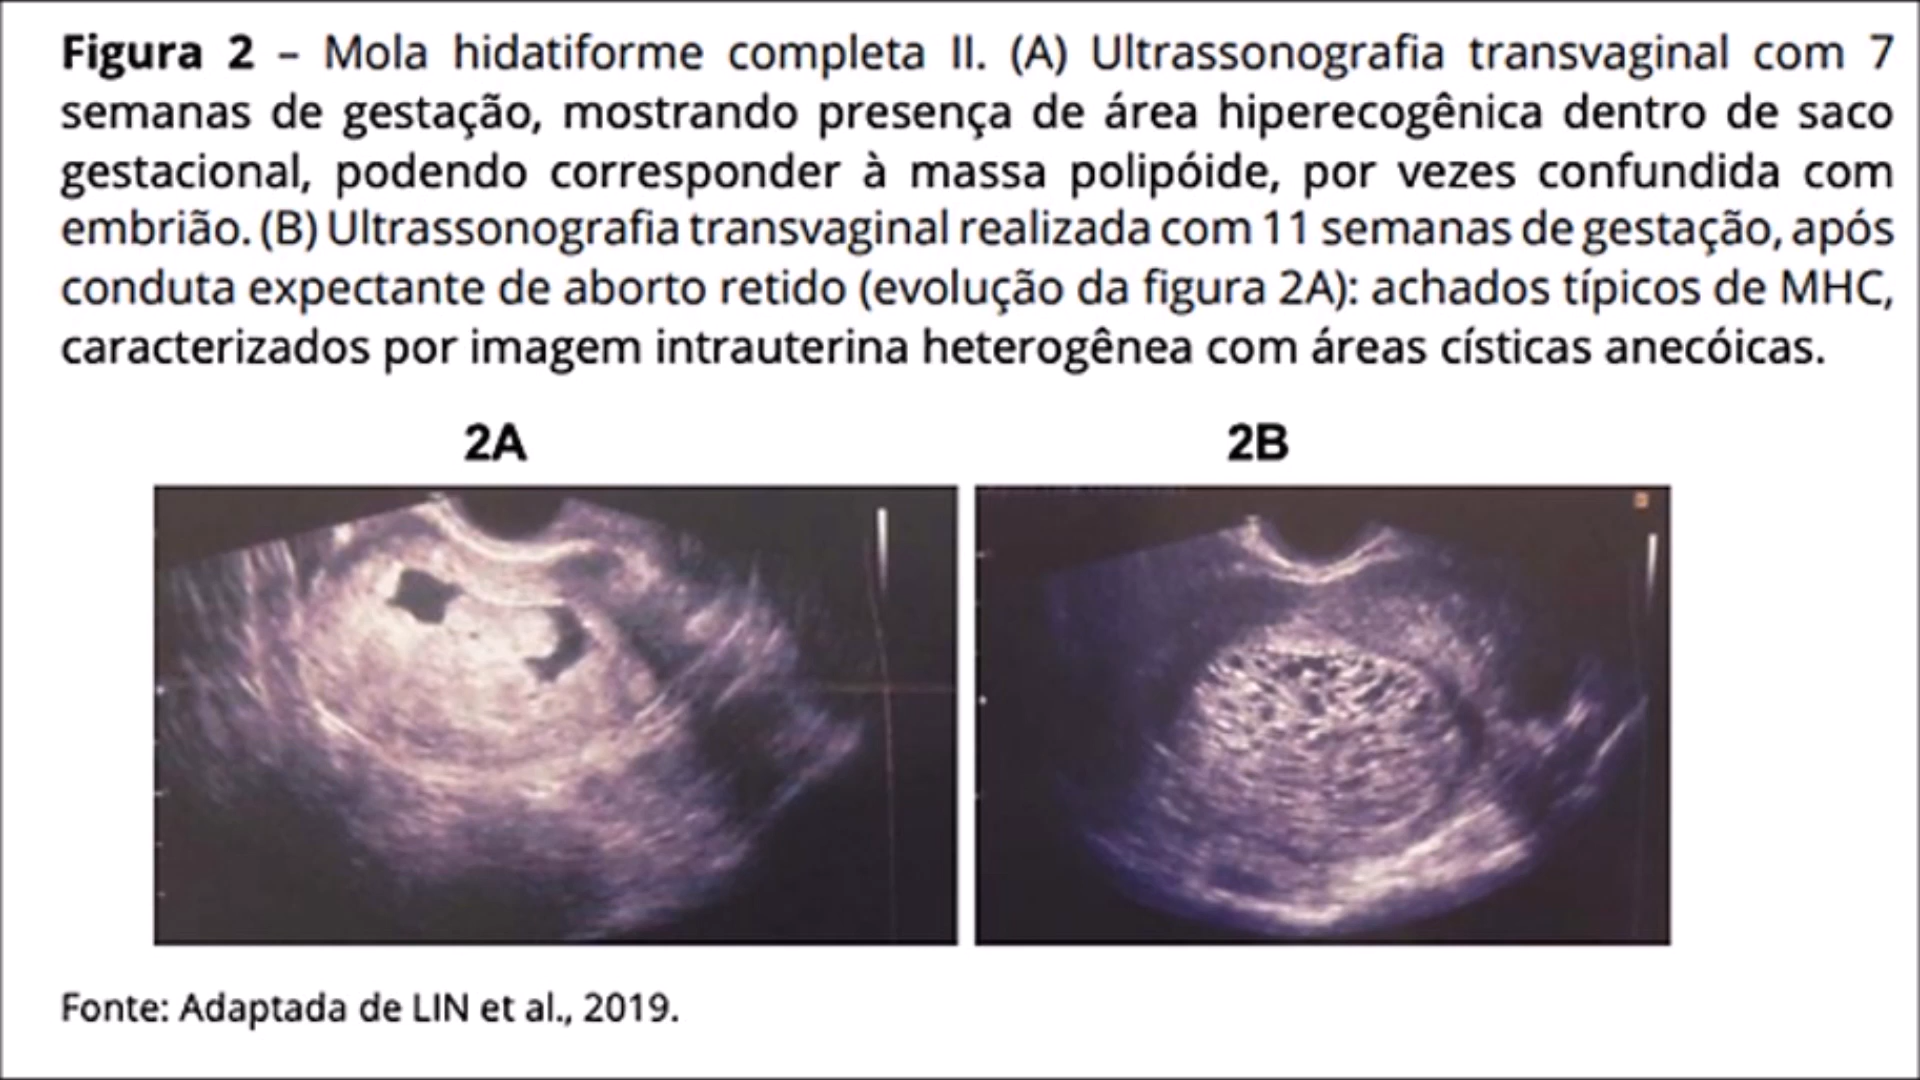 Figura 2 – Mola hidatiforme completa II. (A) Ultrassonografia transvaginal com 7
semanas de gestação, mostrando presença de área hiperecogênica dentro de saco
gestacional, podendo corresponder à massa polipóide, por vezes confundida com
embrião. (B) Ultrassonografia transvaginal realizada com 11 semanas de gestação, após
conduta expectante de aborto retido (evolução da figura 2A): achados típicos de MHC,
caracterizados por imagem intrauterina heterogênea com áreas císticas anecóicas.
2A
2B
Fonte: Adaptada de LIN et al., 2019.